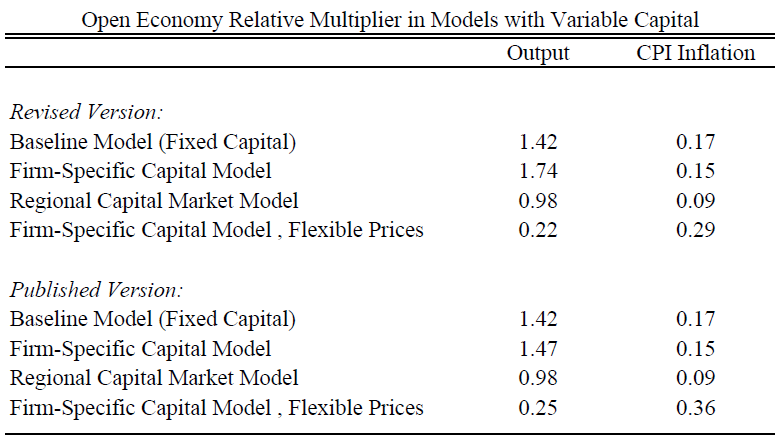 Open Economy Relative Multiplier in Models with Variable Capital
Output CPI Inflation
Revised Version:
Baseline Model (Fixed Capital) 1.42 0.17
Firm-Specific Capital Model 1.74 0.15
Regional Capital Market Model 0.98 0.09
Firm-Specific Capital Model , Flexible Prices 0.22 0.29
Published Version:
Baseline Model (Fixed Capital) 1.42 0.17
Firm-Specific Capital Model 1.47 0.15
Regional Capital Market Model 0.98 0.09
Firm-Specific Capital Model , Flexible Prices 0.25 0.36